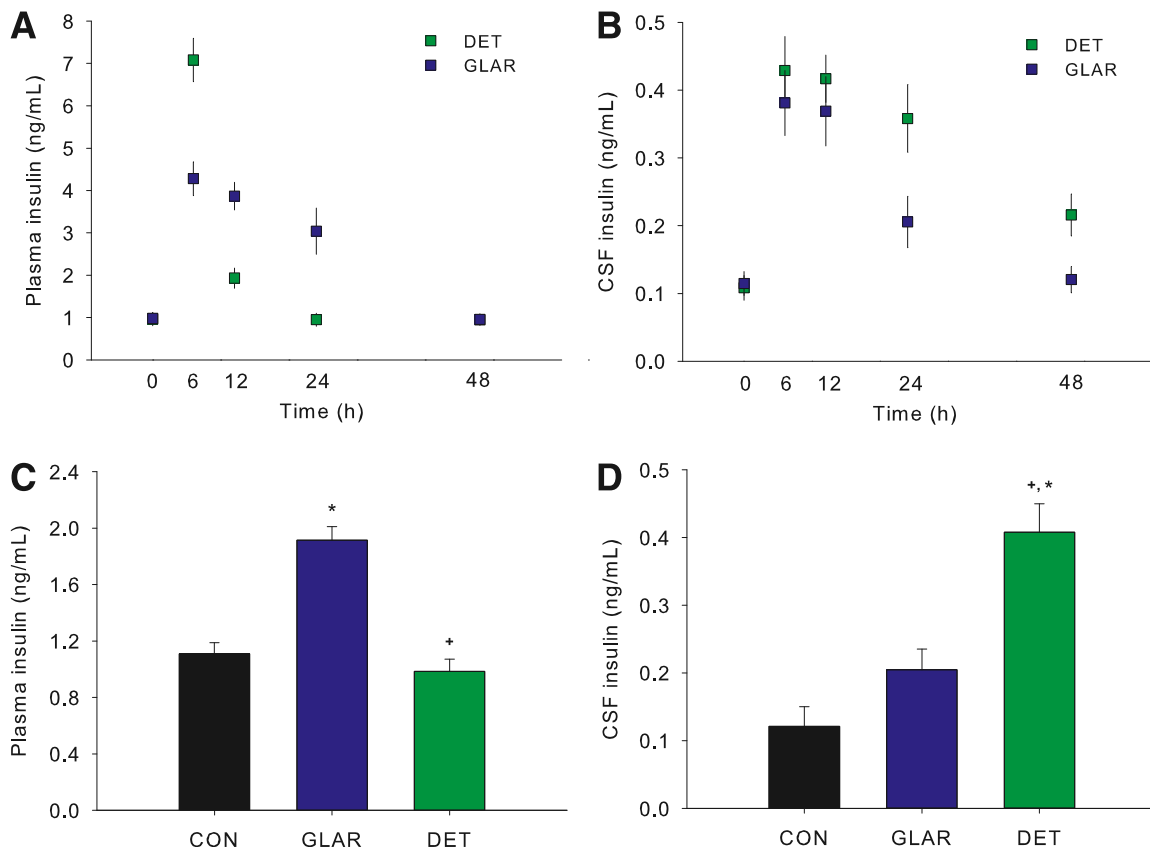 A
Plasma insulin (ng/mL)
8
7
6
5
4
3
2
1
0
DET
GLAR
0 6 12 24 48
Time (h)
B
CSF insulin (ng/mL)
0.5
0.4
0.3
0.2
0.1
0.0
DET
GLAR
0 6 12 24 48
Time (h)
C
Plasma insulin (ng/mL)
2.4
2.0
1.6
1.2
0.8
0.4
0.0
*
+
CON GLAR DET
D
CSF insulin (ng/mL)
0.5
0.4
0.3
0.2
0.1
0.0
+, *
CON GLAR DET